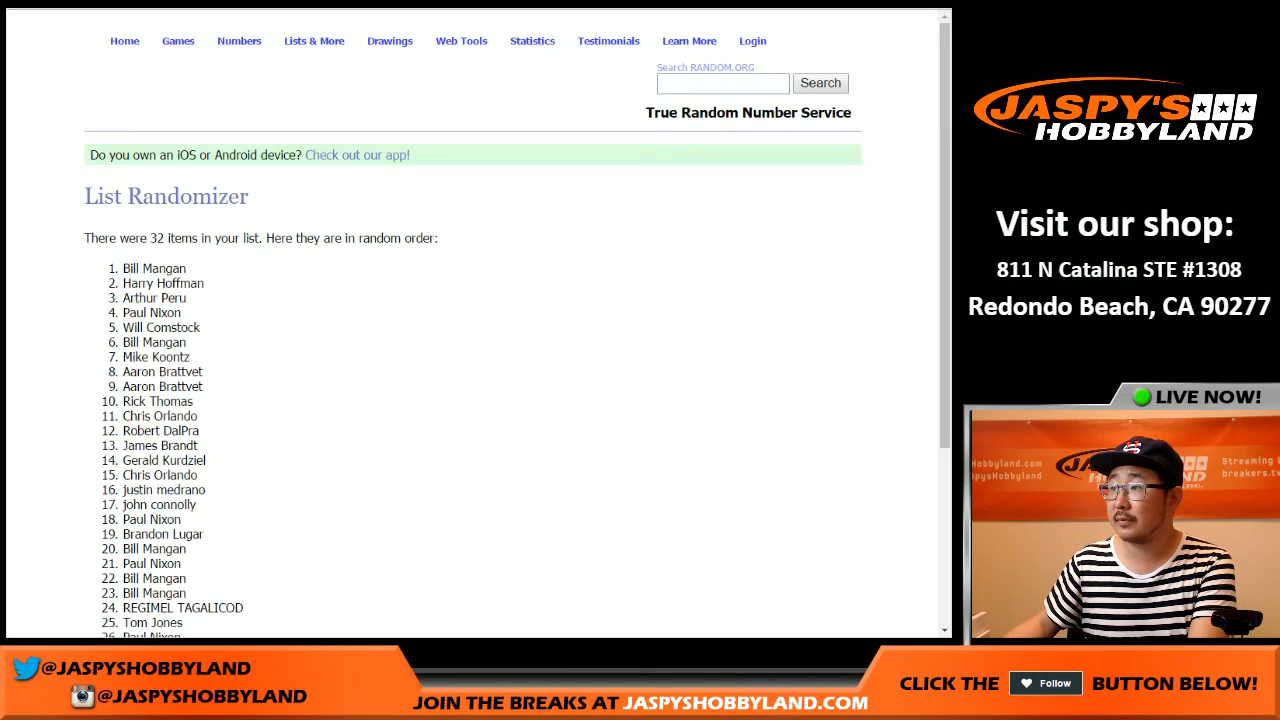 Home Games Numbers Lists & More Drawings Web Tools Statistics Testimonials Learn More Login
Search RANDOM.ORG
Search
True Random Number Service
Do you own an iOS or Android device? Check out our app!
List Randomizer
There were 32 items in your list. Here they are in random order:
1. Bill Mangan
2. Harry Hoffman
3. Arthur Peru
4. Paul Nixon
5. Will Comstock
6. Bill Mangan
7. Mike Koontz
8. Aaron Brattvet
9. Aaron Brattvet
10. Rick Thomas
11. Chris Orlando
12. Robert DalPra
13. James Brandt
14. Gerald Kurdziel
15. Chris Orlando
16. justin medrano
17. john connolly
18. Paul Nixon
19. Brandon Lugar
20. Bill Mangan
21. Paul Nixon
22. Bill Mangan
23. Bill Mangan
24. REGIMEL TAGALICOD
25. Tom Jones
26. Paul Nixon
JASPY'S
HOBBYLAND
Visit our shop:
811 N Catalina STE #1308
Redondo Beach, CA 90277
LIVE NOW!
Streaming
breakers.tv
@JASPYSHOBBYLAND
@JASPYSHOBBYLAND
JOIN THE BREAKS AT JASPYSHOBBYLAND.COM
CLICK THE Follow BUTTON BELOW!